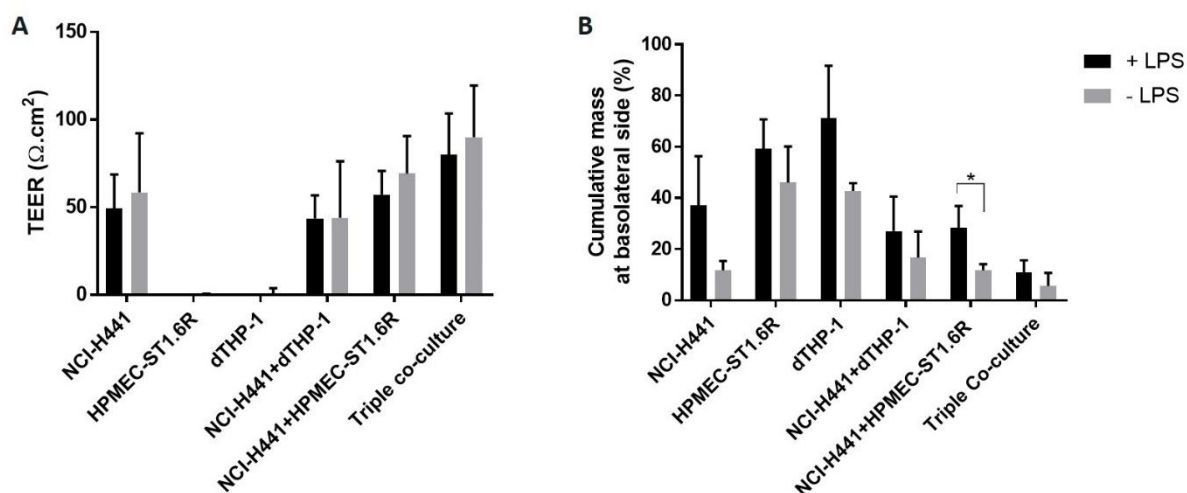 A
TEER (Ω.cm²)
150
100
50
0
NCI-H441
HPMEC-ST1.6R
dTHP-1
NCI-H441+dTHP-1
NCI-H441+HPMEC-ST1.6R
Triple co-culture
B
Cumulative mass
at basolateral side (%)
100
80
60
40
20
0
*
NCI-H441
HPMEC-ST1.6R
dTHP-1
NCI-H441+dTHP-1
NCI-H441+HPMEC-ST1.6R
Triple Co-culture
+ LPS
- LPS